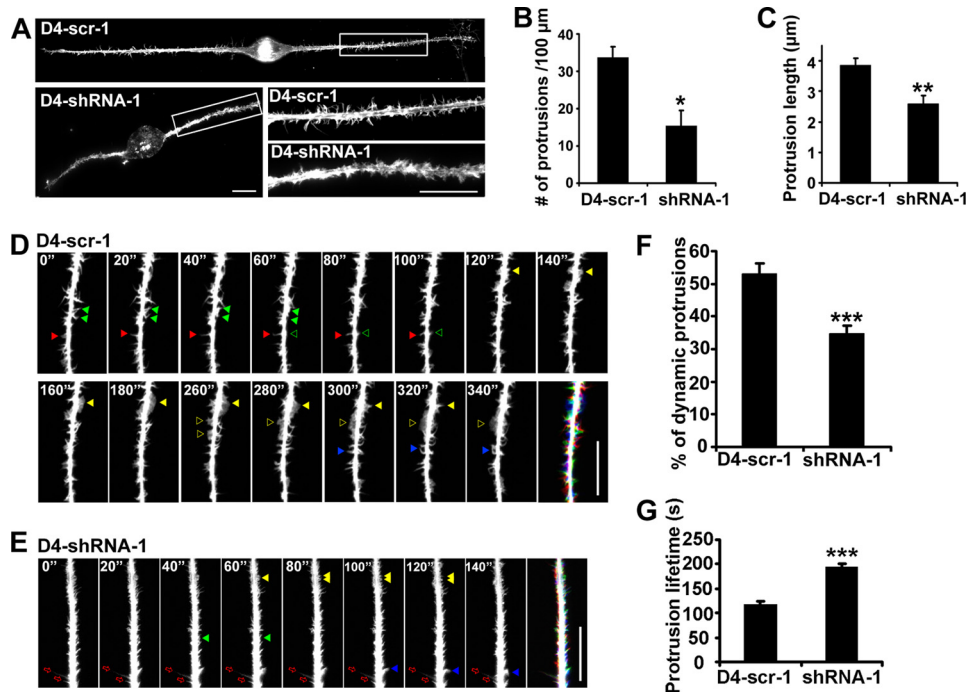 A
D4-scr-1
D4-shRNA-1
D4-scr-1
D4-shRNA-1
B
# of protrusions /100 µm
40
30
20
10
0
*
D4-scr-1 shRNA-1
C
Protrusion length (µm)
4
3
2
1
0
**
D4-scr-1 shRNA-1
D
D4-scr-1
0’’ 20’’ 40’’ 60’’ 80’’ 100’’ 120’’ 140’’
160’’ 180’’ 260’’ 280’’ 300’’ 320’’ 340’’
E
D4-shRNA-1
0’’ 20’’ 40’’ 60’’ 80’’ 100’’ 120’’ 140’’
F
% of dynamic protrusions
60
50
40
30
20
10
0
***
D4-scr-1 shRNA-1
G
Protrusion lifetime (s)
250
200
150
100
50
0
***
D4-scr-1 shRNA-1